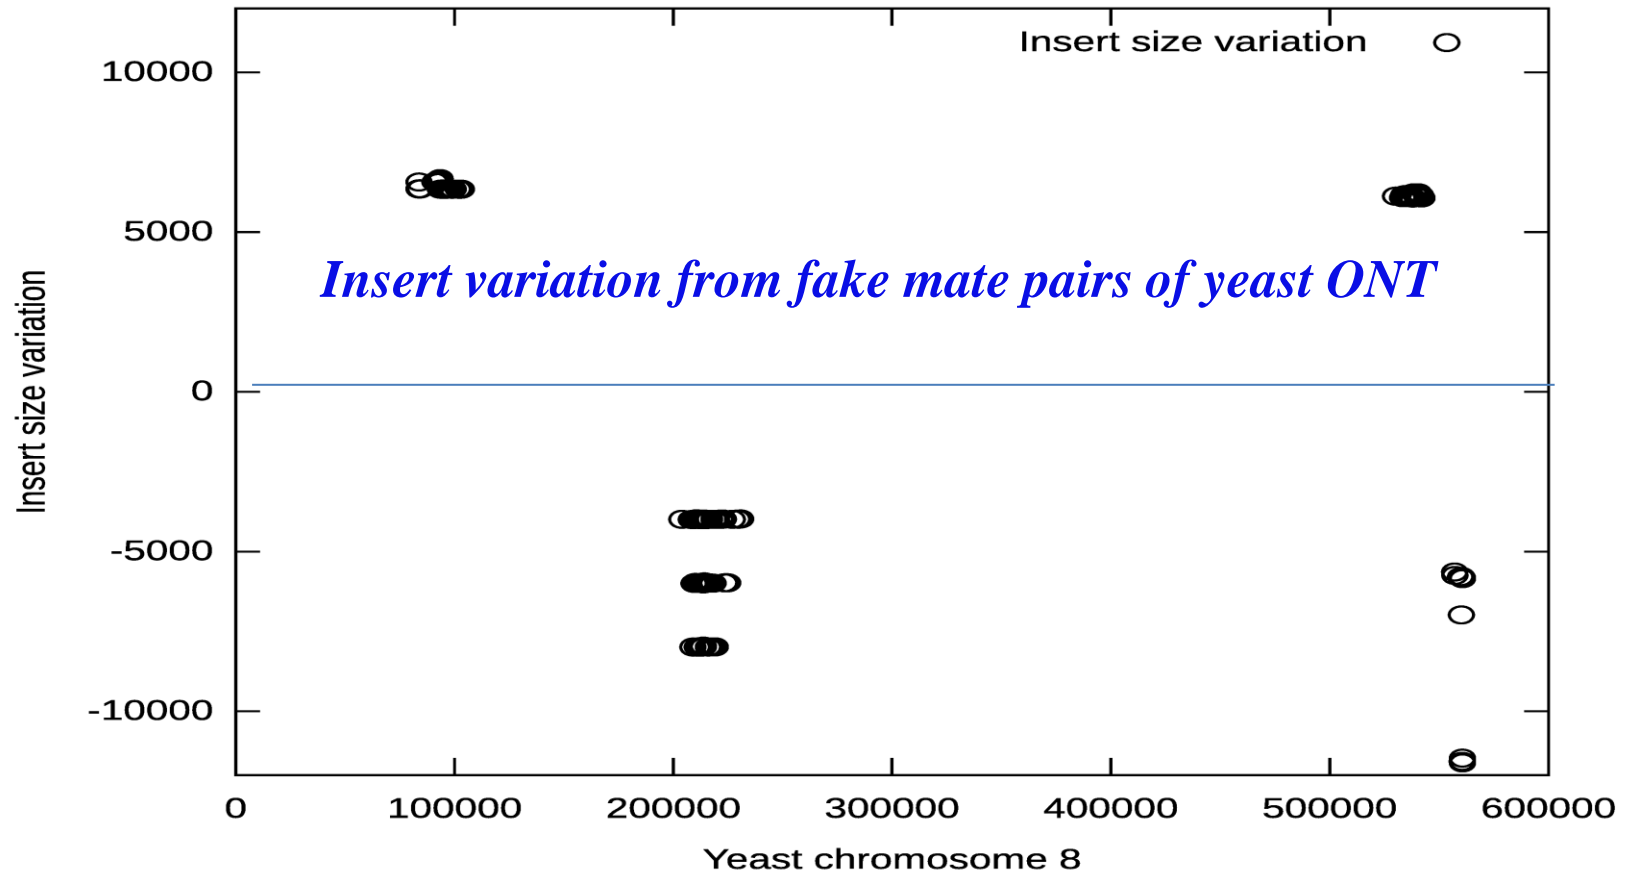 Insert size variation
10000
5000
Insert variation from fake mate pairs of yeast ONT
Insert size variation
0
-5000
-10000
0 100000 200000 300000 400000 500000 600000
Yeast chromosome 8